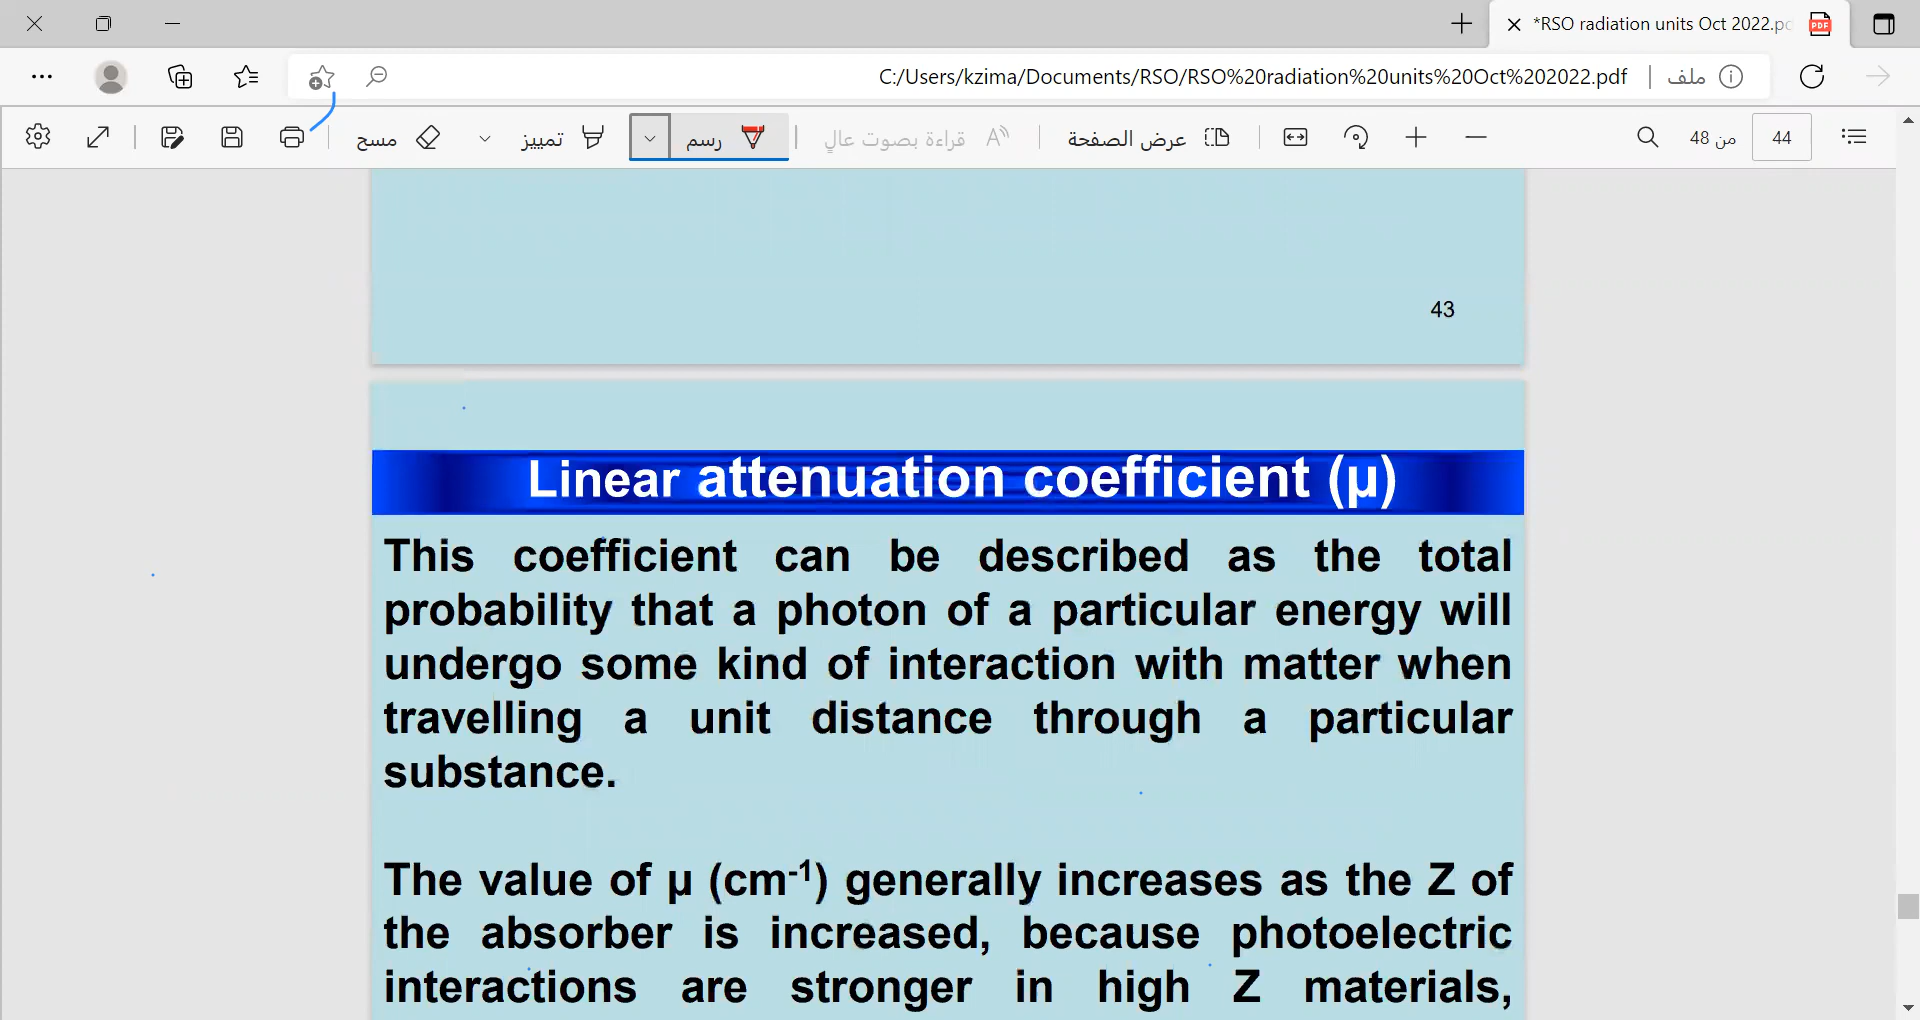 *RSO radiation units Oct 2022.p
C:/Users/kzima/Documents/RSO/RSO%20radiation%20units%20Oct%202022.pdf
ملف
44
من 48
عرض الصفحة
قراءة بصوت عالٍ
رسم
تمييز
مسح
43
Linear attenuation coefficient (µ)
This coefficient can be described as the total
probability that a photon of a particular energy will
undergo some kind of interaction with matter when
travelling a unit distance through a particular
substance.
The value of µ (cm-1) generally increases as the Z of
the absorber is increased, because photoelectric
interactions are stronger in high Z materials,